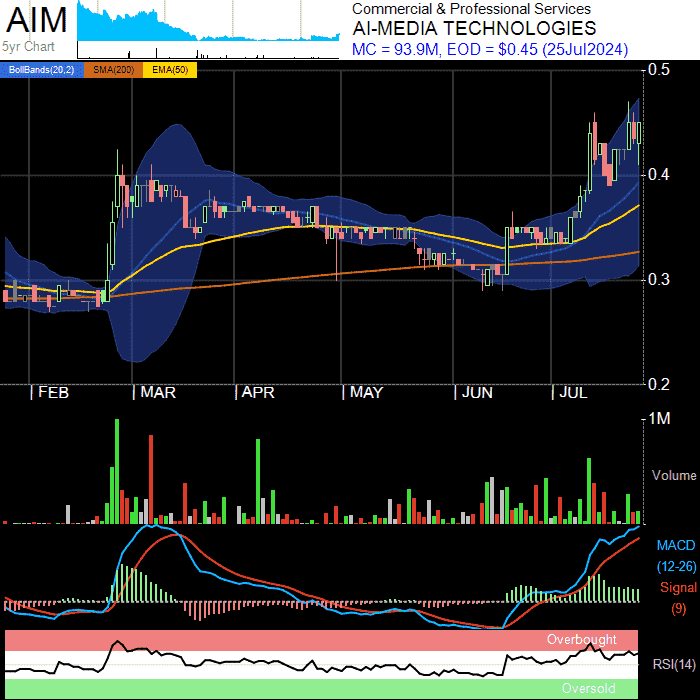 AIM
5yr Chart
Commercial & Professional Services
AI-MEDIA TECHNOLOGIES
MC = 93.9M, EOD = $0.45 (25Jul2024)
BollBands(20,2) SMA(200) EMA(50)
0.5
0.4
0.3
0.2
FEB MAR APR MAY JUN JUL
1M
Volume
MACD
(12-26)
Signal
(9)
Overbought
RSI(14)
Oversold